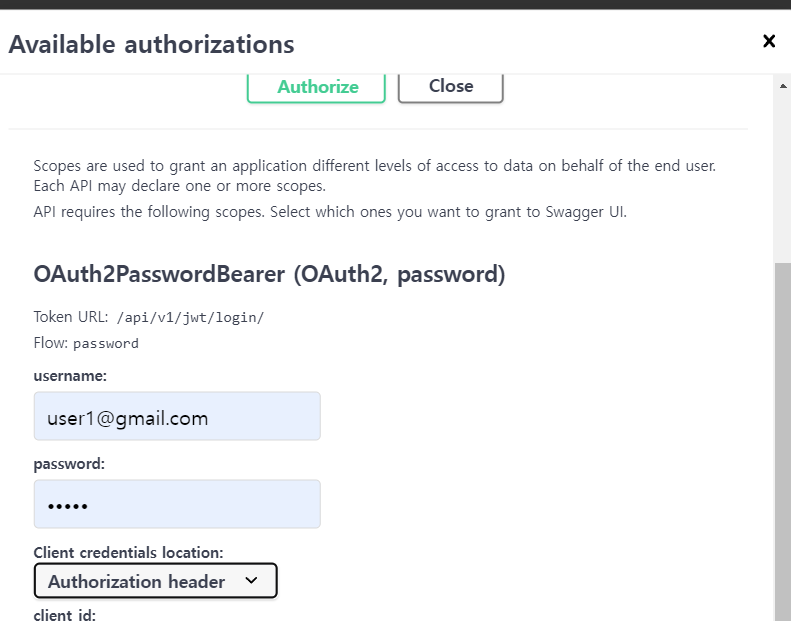 Available authorizations
Authorize
Close
Scopes are used to grant an application different levels of access to data on behalf of the end user.
Each API may declare one or more scopes.
API requires the following scopes. Select which ones you want to grant to Swagger UI.
OAuth2PasswordBearer (OAuth2, password)
Token URL: /api/v1/jwt/login/
Flow: password
username:
user1@gmail.com
password:
•••••
Client credentials location:
Authorization header
client id: